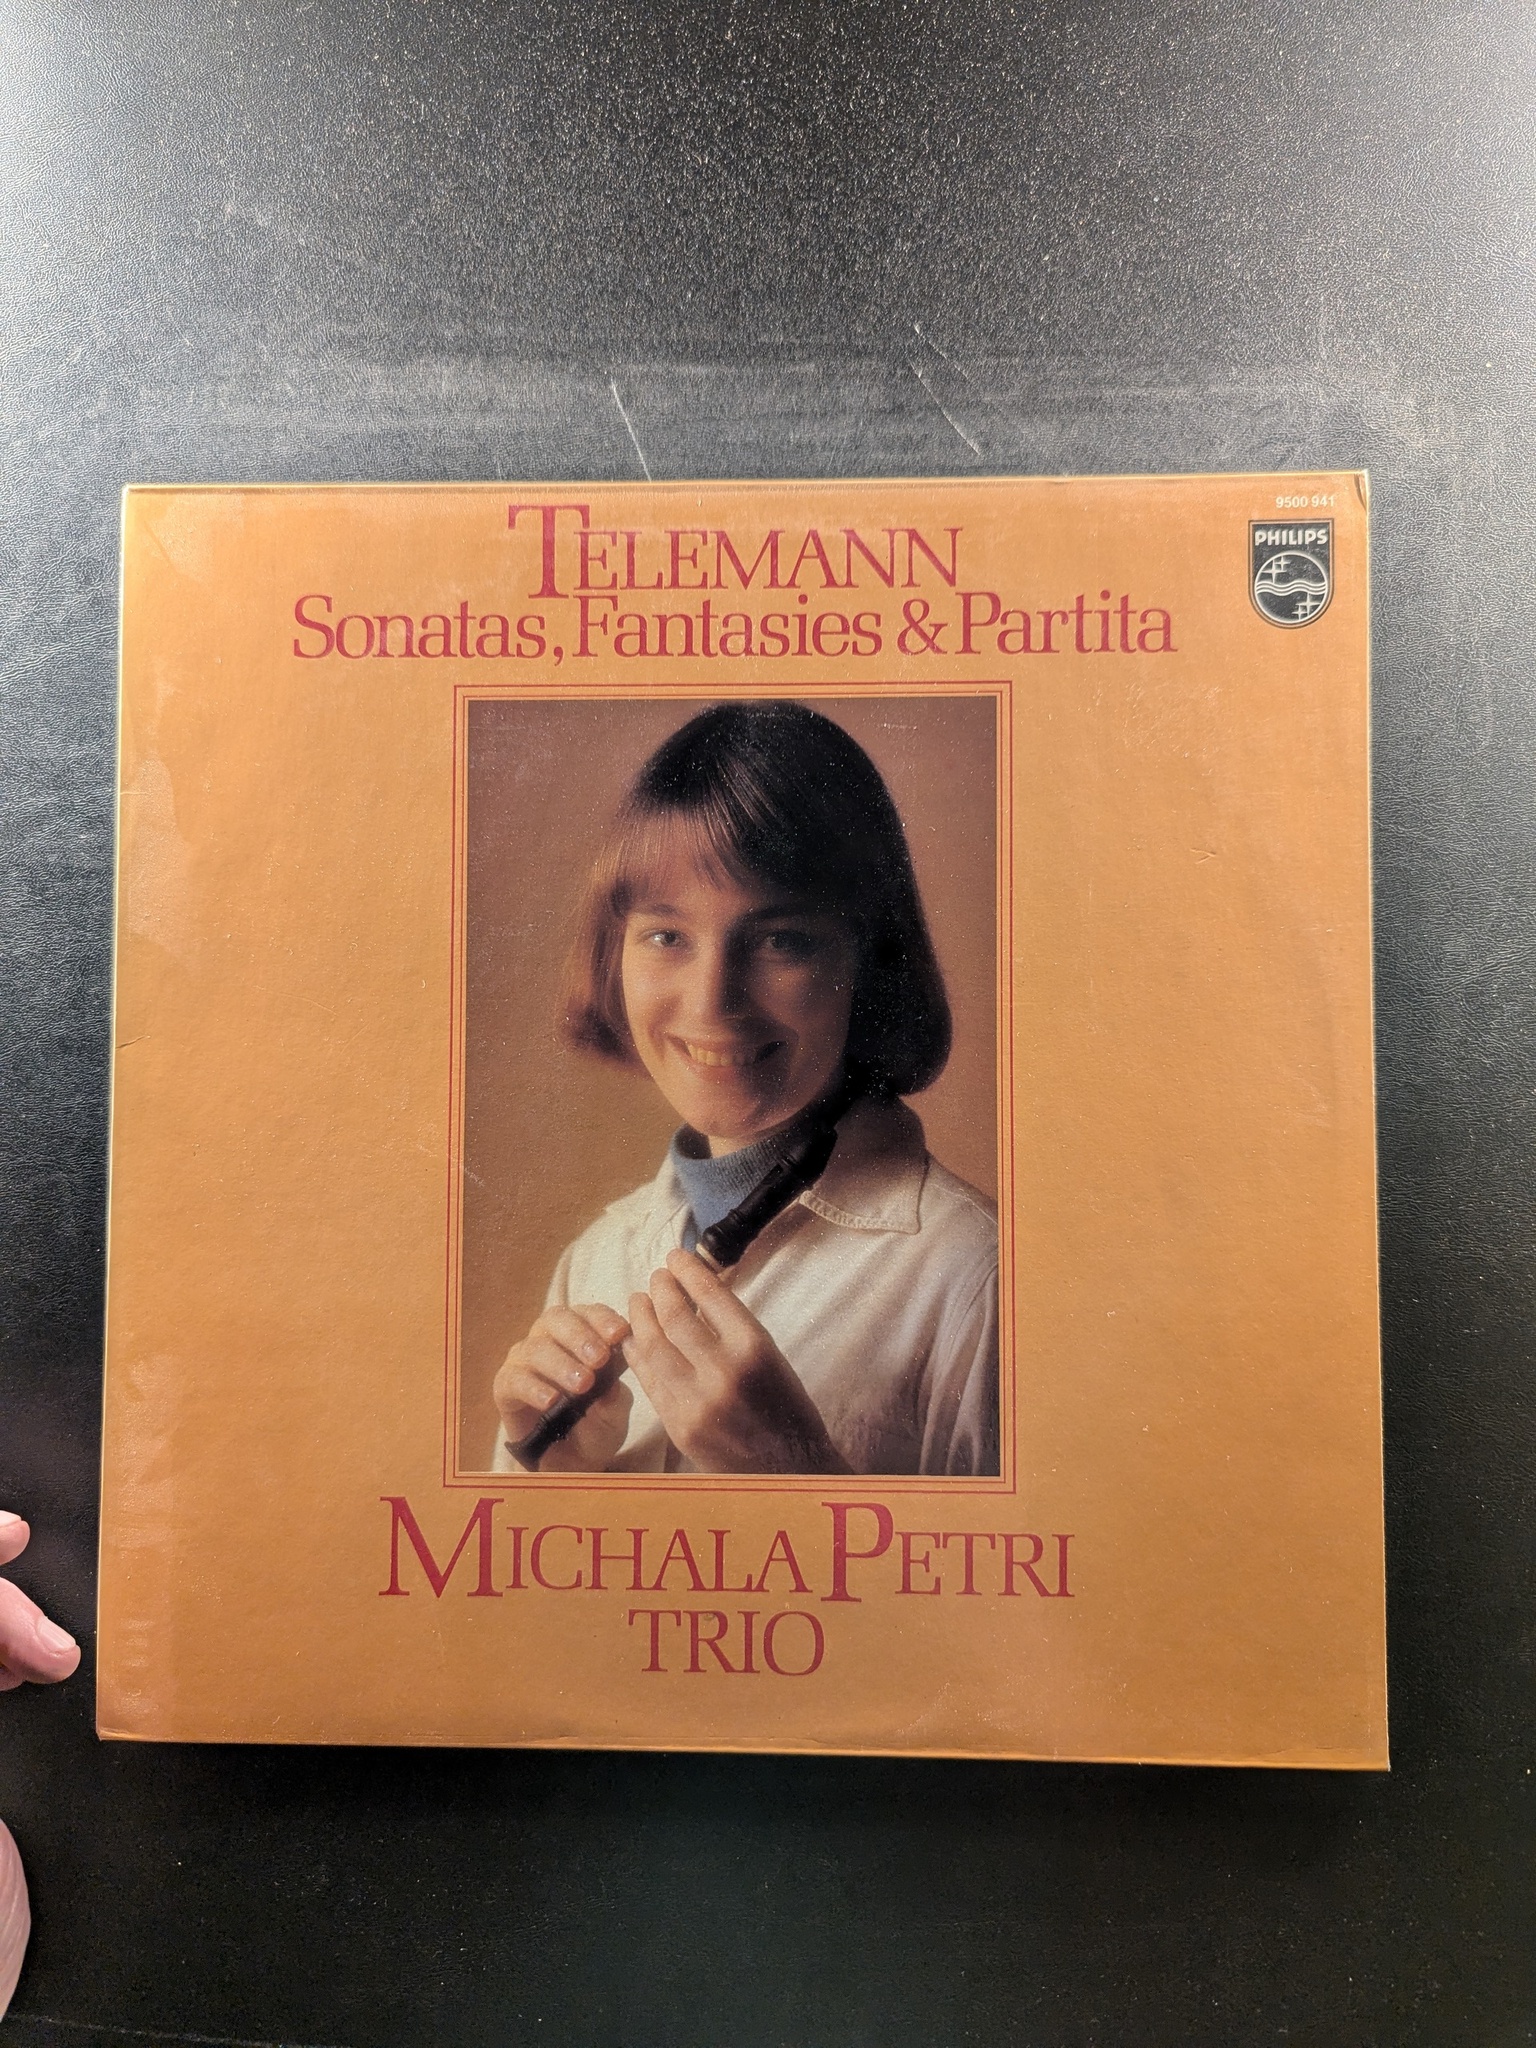 9500 941
PHILIPS
TELEMANN
Sonatas, Fantasies & Partita
MICHALA PETRI
TRIO